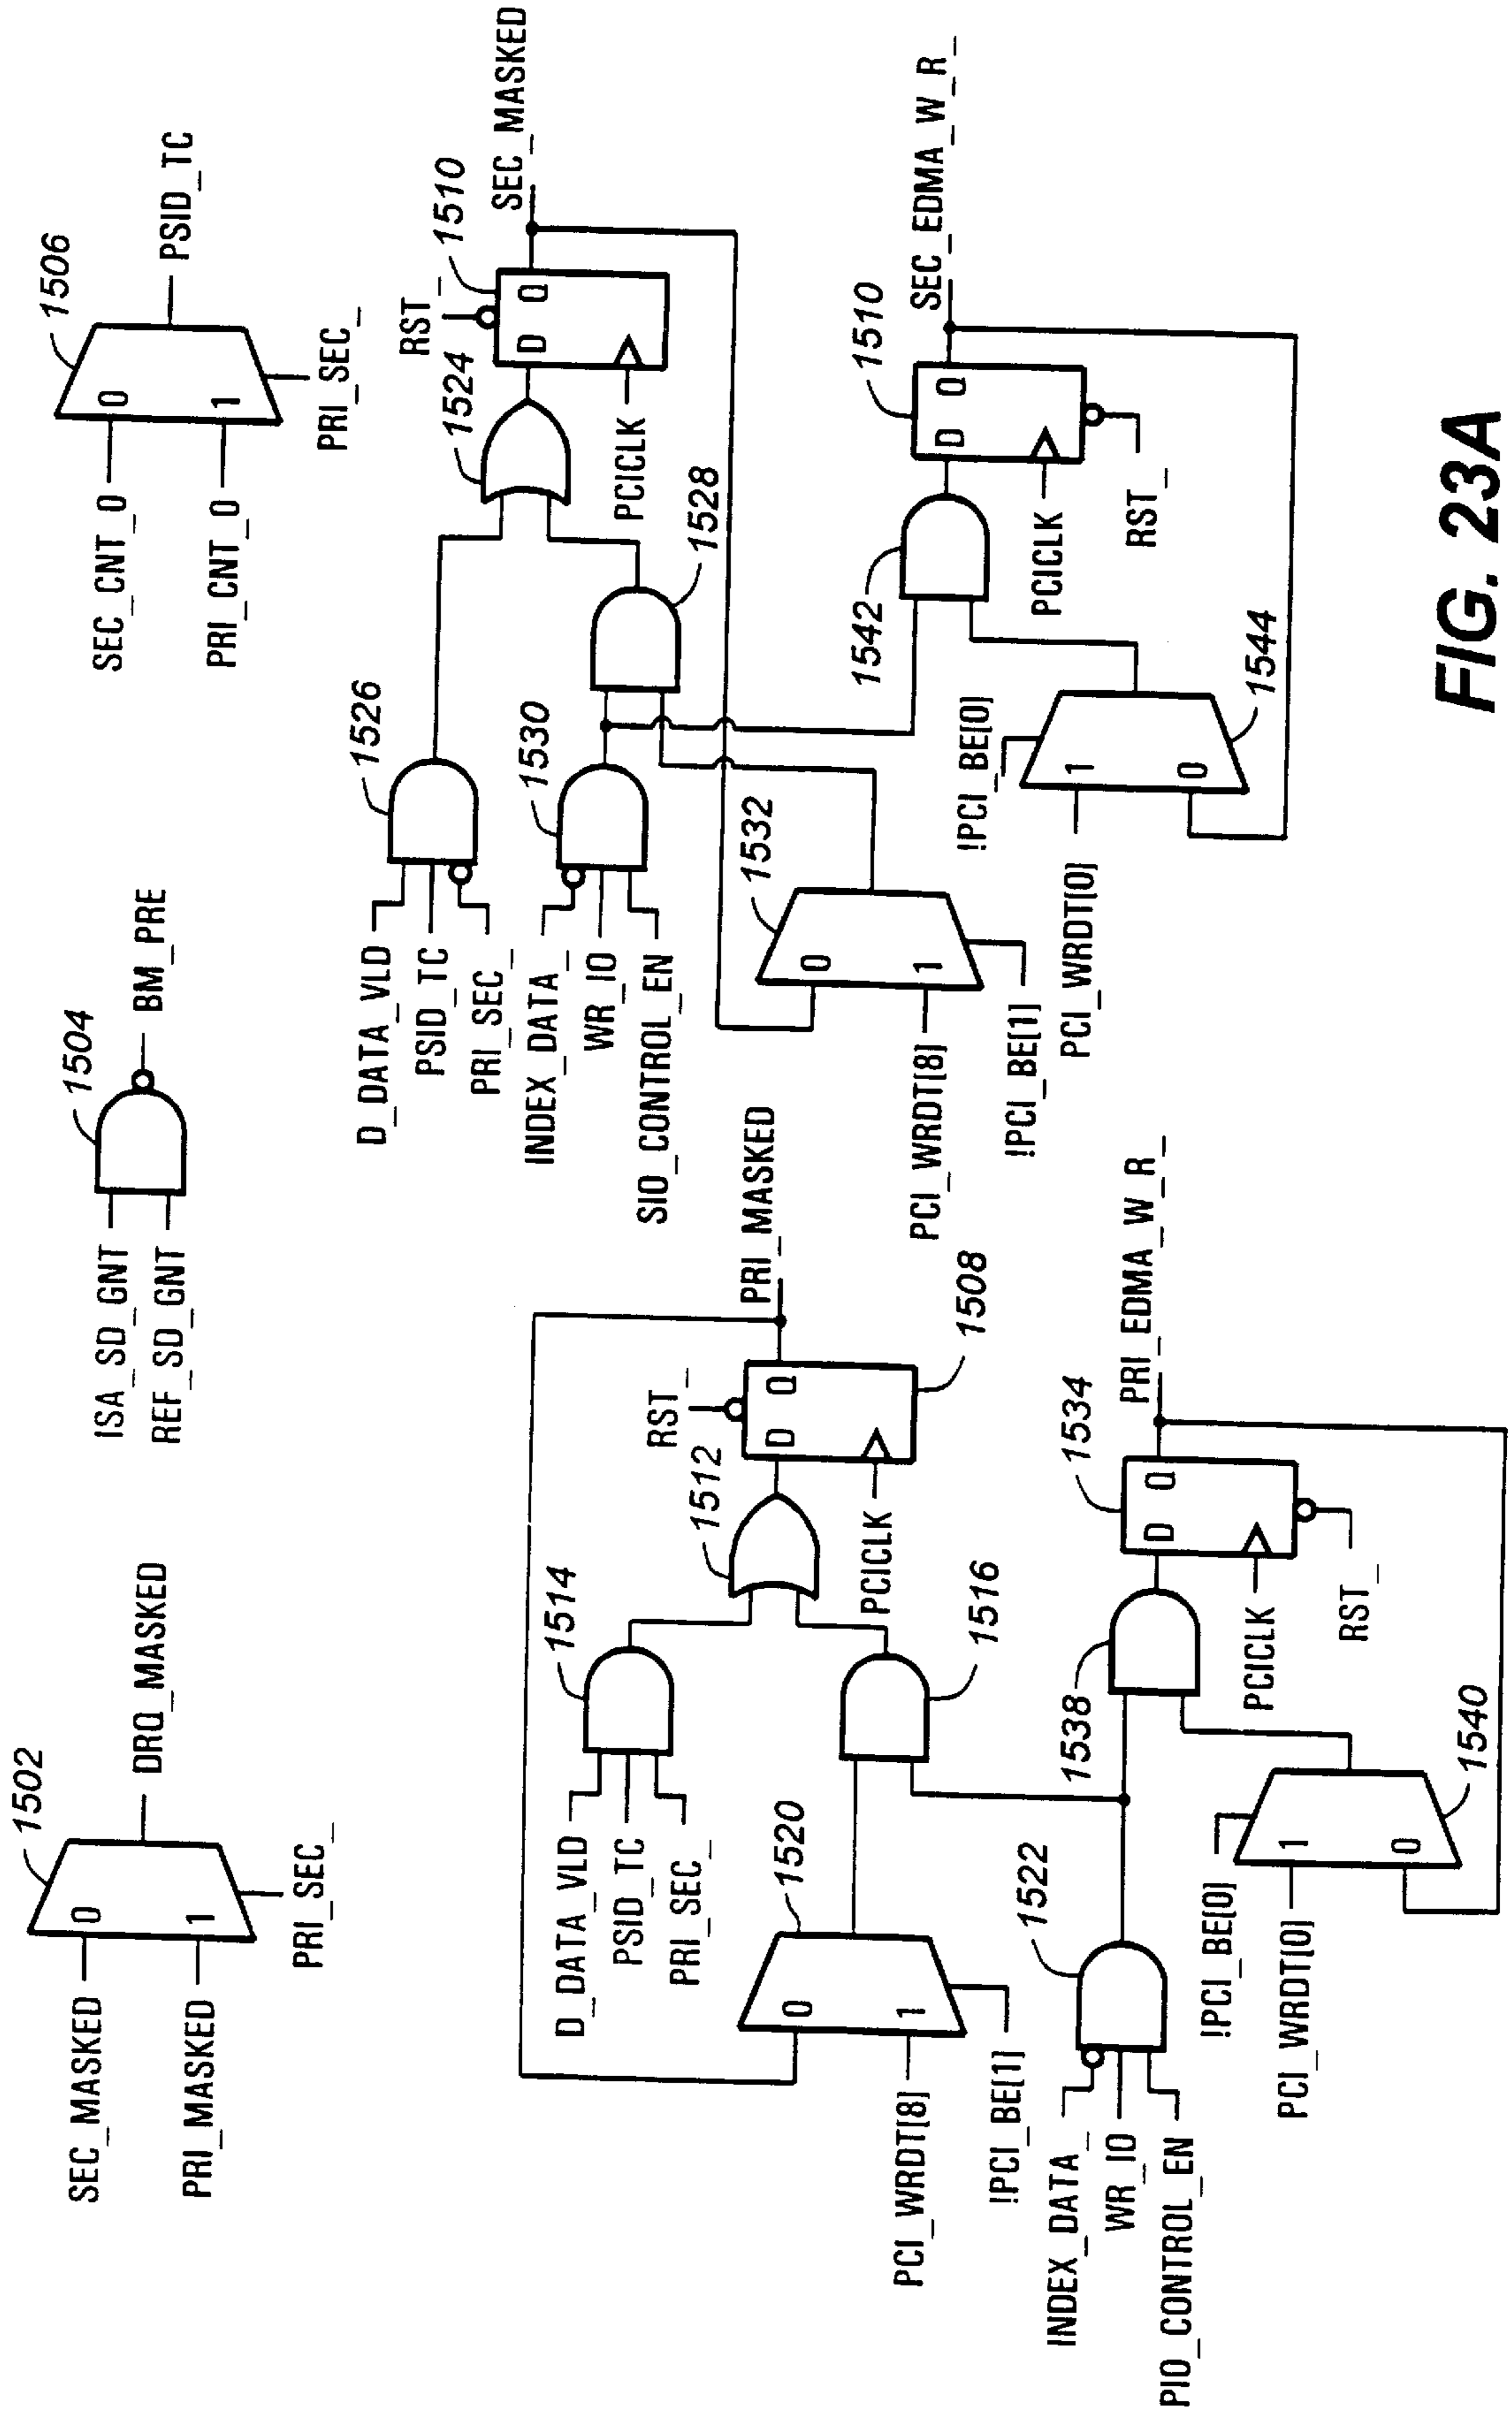 1502
SEC_MASKED
0
DRQ_MASKED
PRI_MASKED
1
PRI_SEC_
1504
ISA_SD_GNT
BM_PRE
REF_SD_GNT
1506
SEC_CNT_0
0
PSID_TC
PRI_CNT_0
1
PRI_SEC_
D_DATA_VLD
PSID_TC
PRI_SEC_
1514
1512
RST_
PRI_MASKED
D
Q
1508
PCICLK
1520
0
PCI_WRDT[8]
1
!PCI_BE[1]
1516
INDEX_DATA_
WR_IO
PIO_CONTROL_EN
1522
1538
1534
PRI_EDMA_W_R_
D
Q
PCICLK
RST_
!PCI_BE[0]
PCI_WRDT[0]
1
0
1540
D_DATA_VLD
PSID_TC
PRI_SEC_
1526
1524
RST_
1510
SEC_MASKED
D
Q
PCICLK
INDEX_DATA_
WR_IO
SIO_CONTROL_EN
1530
1528
1532
0
PCI_WRDT[8]
1
!PCI_BE[1]
1542
1510
SEC_EDMA_W_R_
D
Q
PCICLK
RST_
!PCI_BE[0]
PCI_WRDT[0]
1
0
1544
FIG. 23A